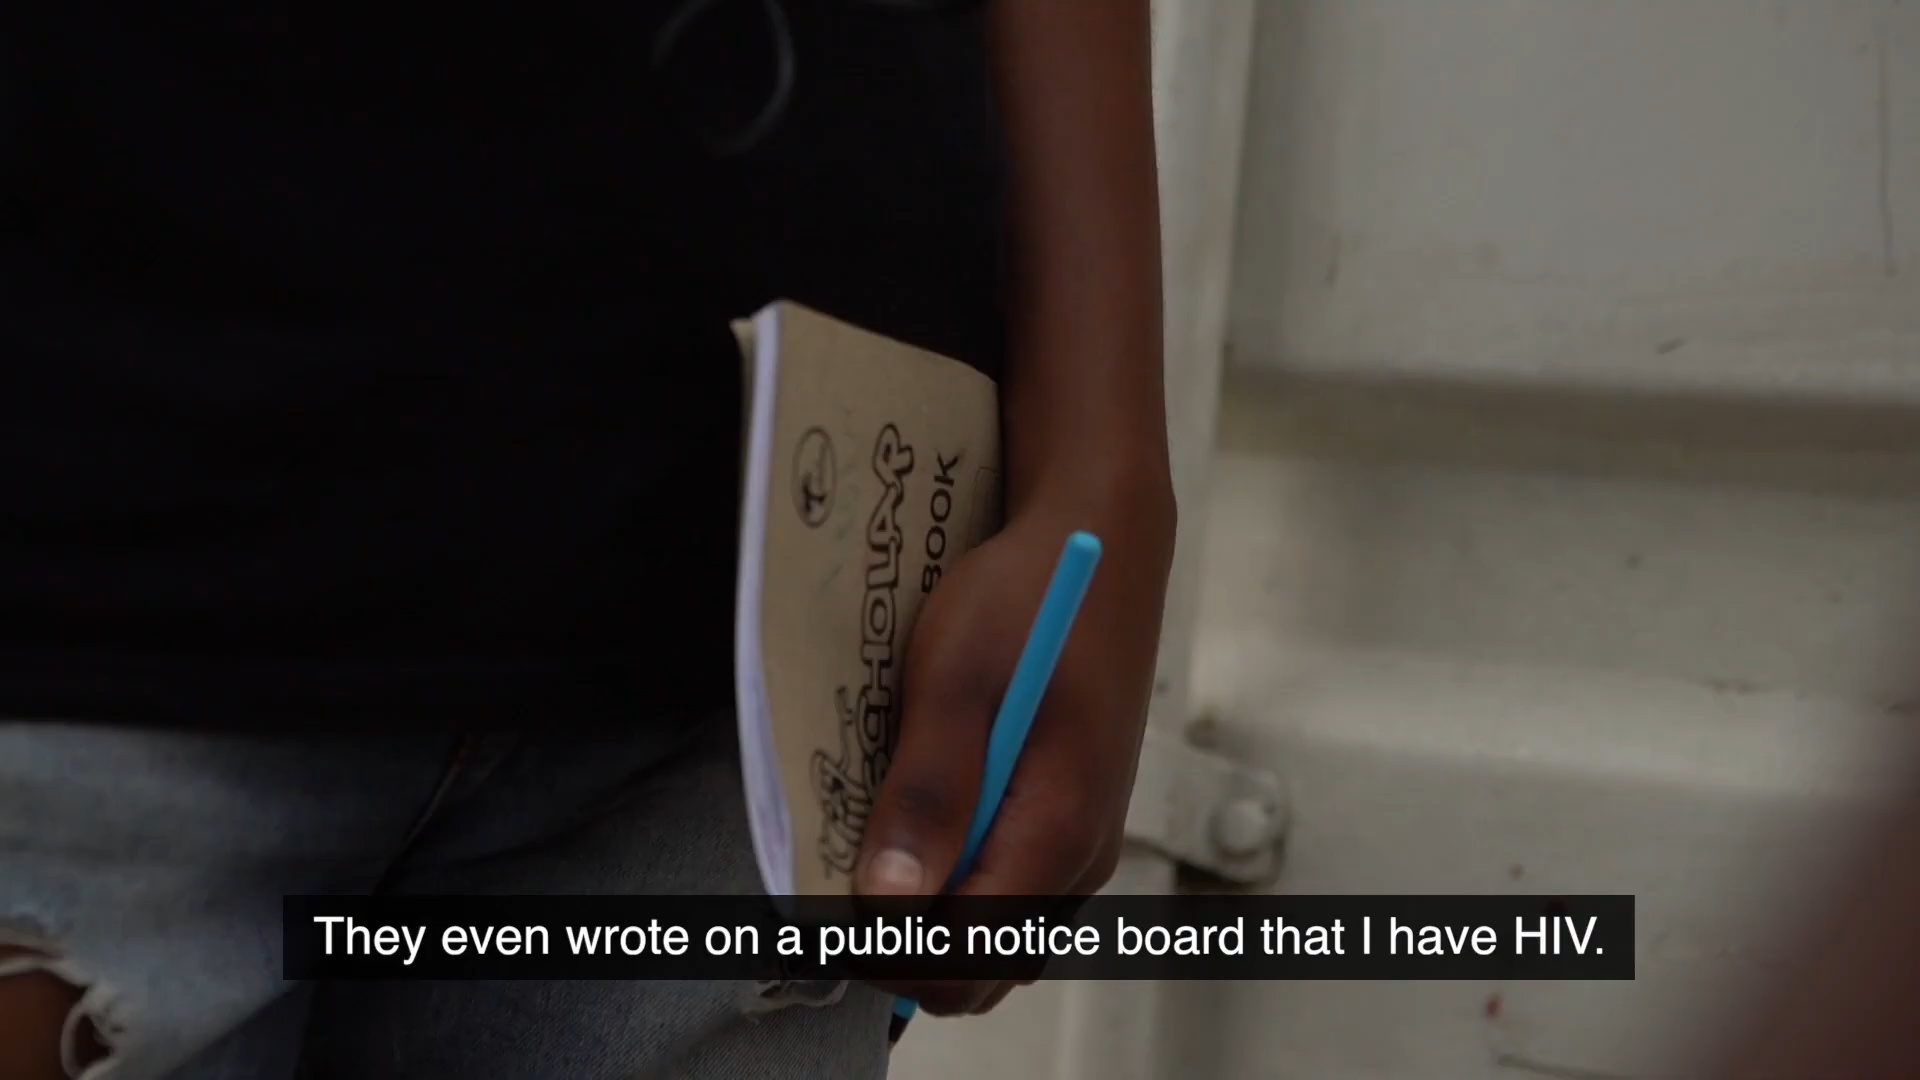 SCHOLAR
BOOK
They even wrote on a public notice board that I have HIV.